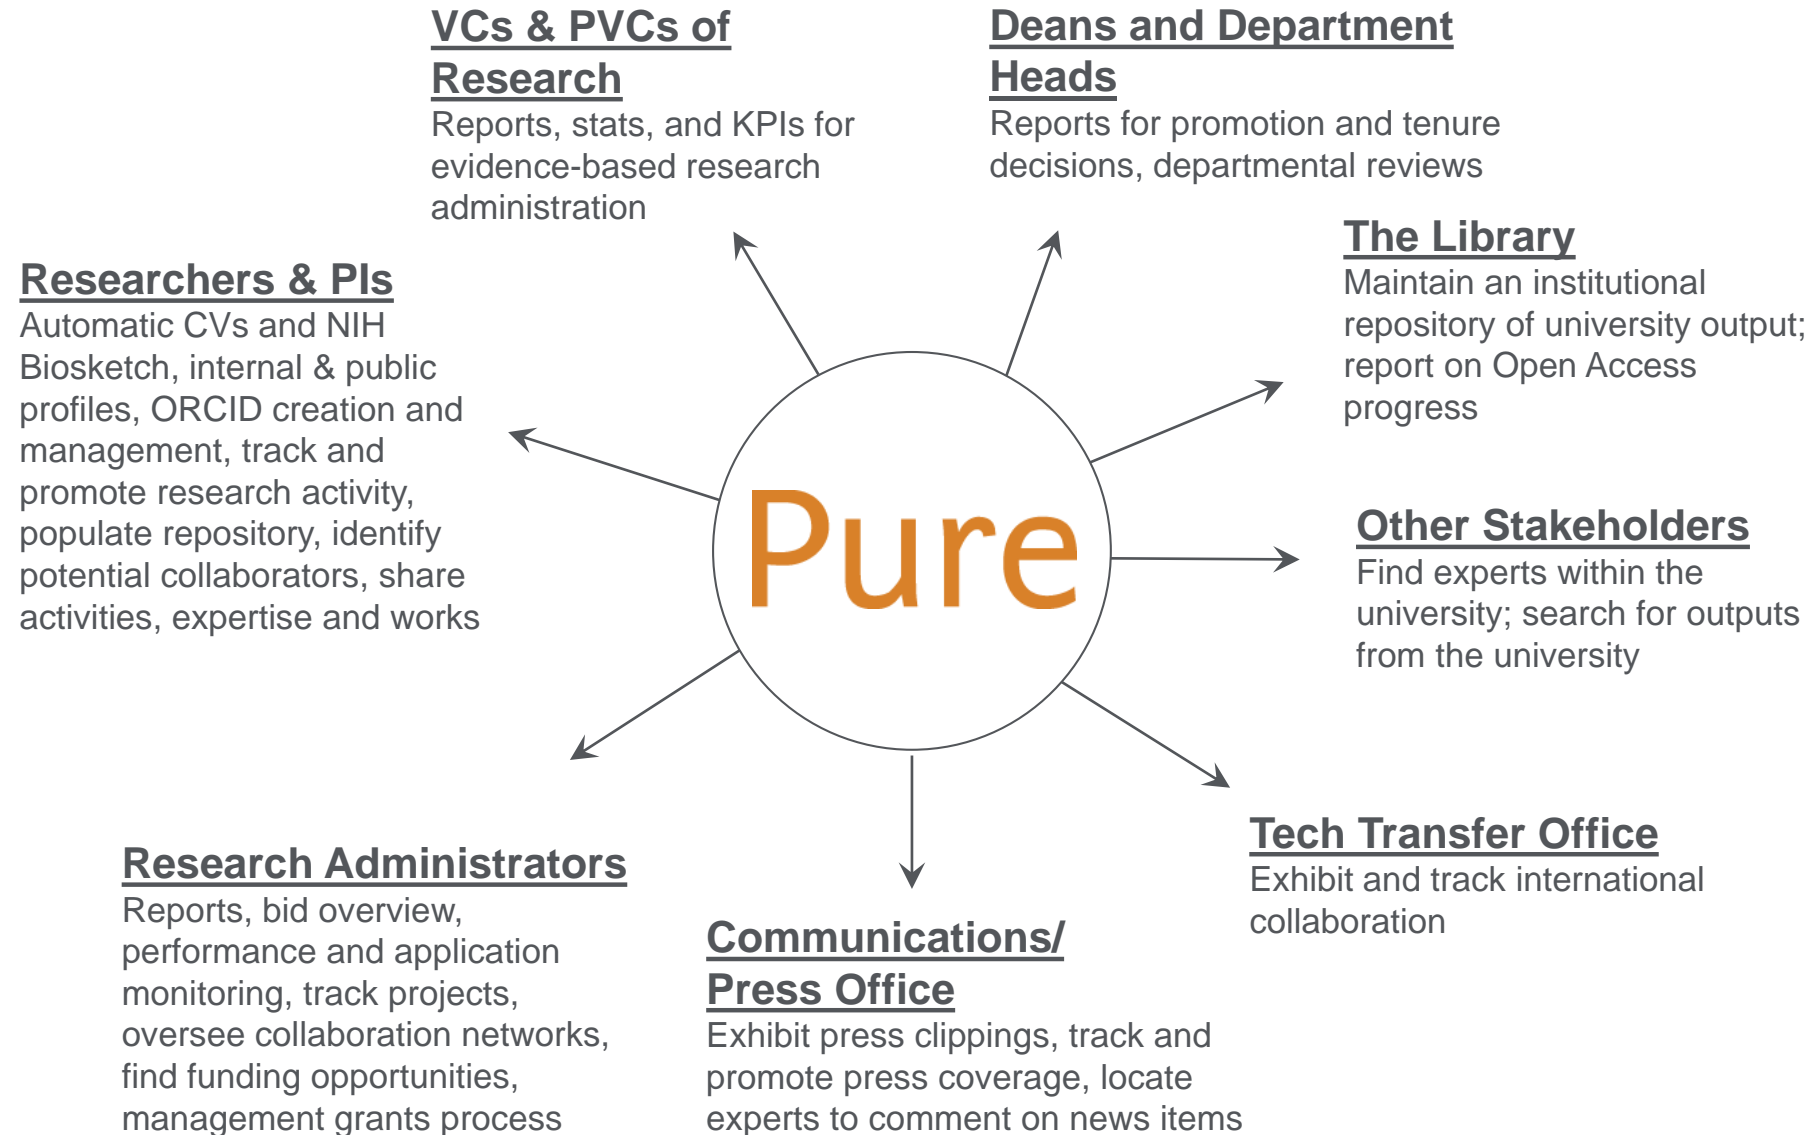 VCs & PVCs of
Research
Reports, stats, and KPIs for
evidence-based research
administration
Deans and Department
Heads
Reports for promotion and tenure
decisions, departmental reviews
The Library
Maintain an institutional
repository of university output;
report on Open Access
progress
Researchers & PIs
Automatic CVs and NIH
Biosketch, internal & public
profiles, ORCID creation and
management, track and
promote research activity,
populate repository, identify
potential collaborators, share
activities, expertise and works
Pure
Other Stakeholders
Find experts within the
university; search for outputs
from the university
Tech Transfer Office
Exhibit and track international
collaboration
Research Administrators
Reports, bid overview,
performance and application
monitoring, track projects,
oversee collaboration networks,
find funding opportunities,
management grants process
Communications/
Press Office
Exhibit press clippings, track and
promote press coverage, locate
experts to comment on news items